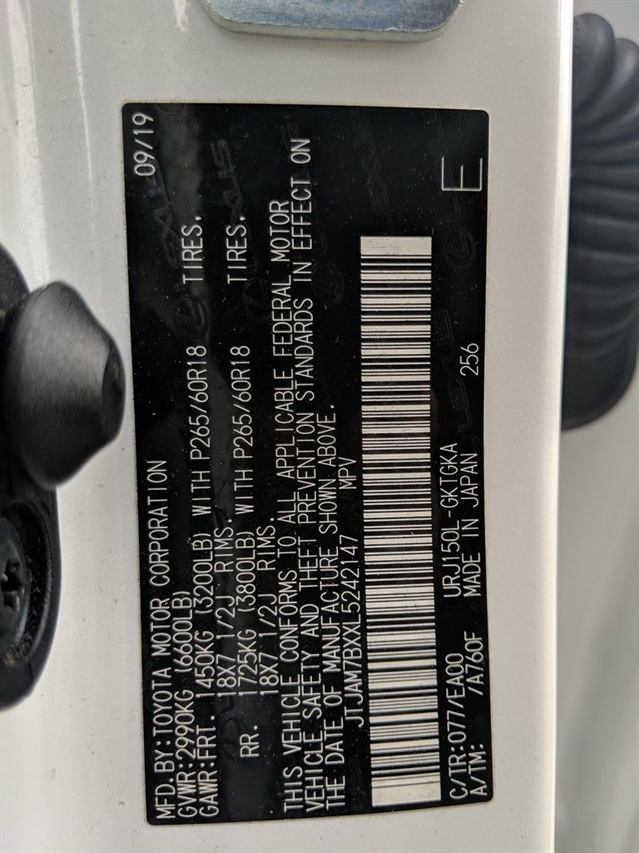 MFD.BY:TOYOTA MOTOR CORPORATION 09/19
GVWR:2990KG (6600LB)
GAWR:FRT. 1450KG (3200LB) WITH P265/60R18 TIRES.
18X7 1/2J RIMS.
RR. 1725KG (3800LB) WITH P265/60R18 TIRES.
18X7 1/2J RIMS.
THIS VEHICLE CONFORMS TO ALL APPLICABLE FEDERAL MOTOR
VEHICLE SAFETY AND THEFT PREVENTION STANDARDS IN EFFECT ON
THE DATE OF MANUFACTURE SHOWN ABOVE.
JTJAM7BXXL5242147 MPV
C/TR:077/EA00 URJ150L-GKTGKA 256 E
A/TM: /A760F MADE IN JAPAN
LEXUS